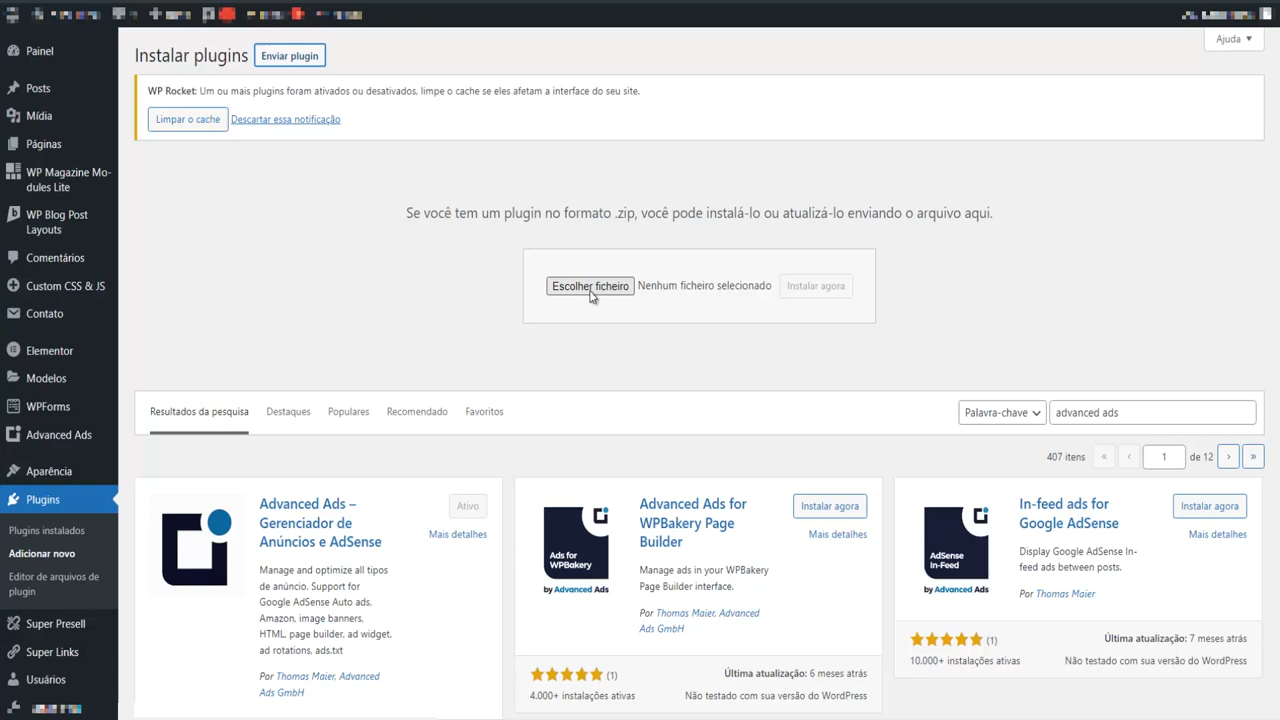 Ajuda
Instalar plugins
Enviar plugin
WP Rocket: Um ou mais plugins foram ativados ou desativados, limpe o cache se eles afetam a interface do seu site.
Limpar o cache
Descartar essa notificação
Painel
Posts
Mídia
Páginas
WP Magazine Mo-
dules Lite
WP Blog Post
Layouts
Comentários
Custom CSS & JS
Contato
Elementor
Modelos
WPForms
Advanced Ads
Aparência
Plugins
Plugins instalados
Adicionar novo
Editor de arquivos de
plugin
Super Presell
Super Links
Usuários
Se você tem um plugin no formato .zip, você pode instalá-lo ou atualizá-lo enviando o arquivo aqui.
Escolher ficheiro Nenhum ficheiro selecionado Instalar agora
Resultados da pesquisa Destaques Populares Recomendado Favoritos
Palavra-chave advanced ads
407 itens « ‹ 1 de 12 › »
Advanced Ads –
Gerenciador de
Anúncios e AdSense
Ativo
Mais detalhes
Manage and optimize all tipos
de anúncio. Support for
Google AdSense Auto ads.
Amazon, image banners,
HTML, page builder, ad widget,
ad rotations, ads.txt
Por Thomas Maier, Advanced
Ads GmbH
Ads for
WPBakery
by Advanced Ads
Advanced Ads for
WPBakery Page
Builder
Instalar agora
Mais detalhes
Manage ads in your WPBakery
Page Builder interface.
Por Thomas Maier, Advanced
Ads GmbH
(1)
4.000+ instalações ativas
Última atualização: 6 meses atrás
Não testado com sua versão do WordPress
AdSense
In-Feed
by Advanced Ads
In-feed ads for
Google AdSense
Instalar agora
Mais detalhes
Display Google AdSense In-
feed ads between posts.
Por Thomas Maier
(1)
10.000+ instalações ativas
Última atualização: 7 meses atrás
Não testado com sua versão do WordPress